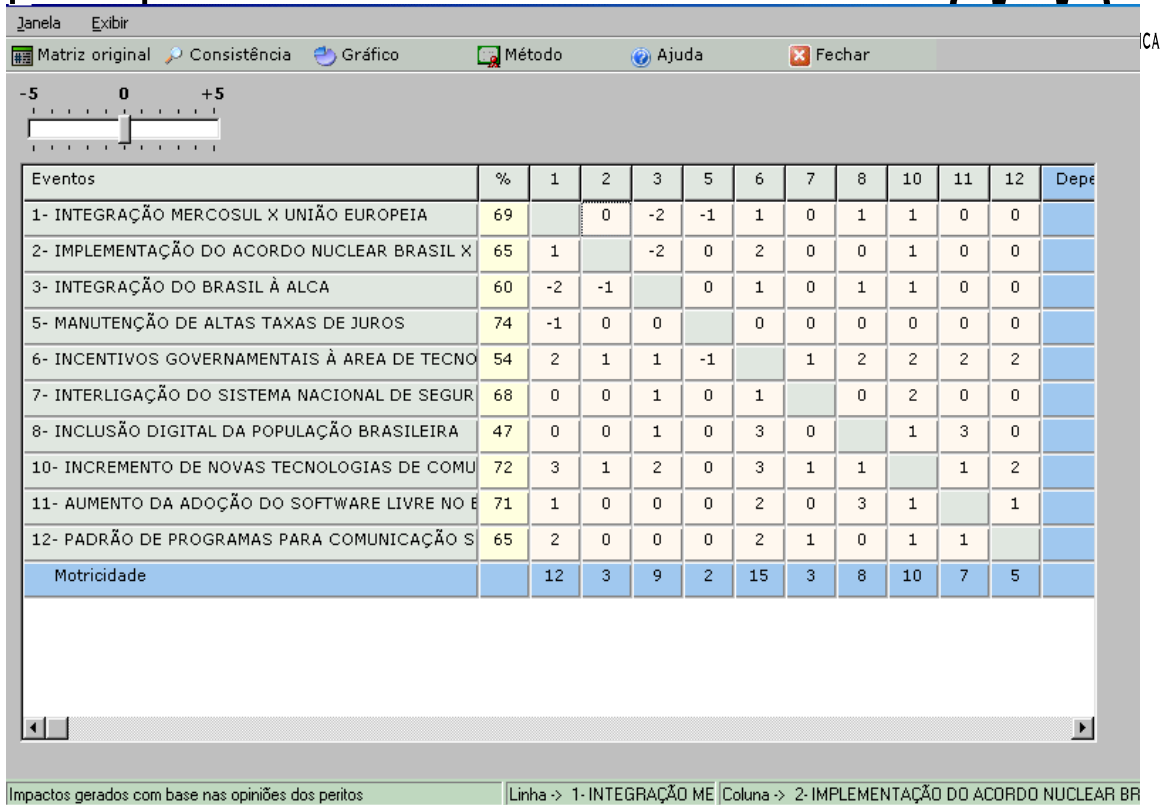 Janela Exibir
ICA
Matriz original Consistência Gráfico Método Ajuda Fechar
-5 0 +5
Eventos % 1 2 3 5 6 7 8 10 11 12 Depe
1- INTEGRAÇÃO MERCOSUL X UNIÃO EUROPEIA 69 0 -2 -1 1 0 1 1 0 0
2- IMPLEMENTAÇÃO DO ACORDO NUCLEAR BRASIL X 65 1 -2 0 2 0 0 1 0 0
3- INTEGRAÇÃO DO BRASIL À ALCA 60 -2 -1 0 1 0 1 1 0 0
5- MANUTENÇÃO DE ALTAS TAXAS DE JUROS 74 -1 0 0 0 0 0 0 0 0
6- INCENTIVOS GOVERNAMENTAIS À AREA DE TECNO 54 2 1 1 -1 1 2 2 2 2
7- INTERLIGAÇÃO DO SISTEMA NACIONAL DE SEGUR 68 0 0 1 0 1 0 2 0 0
8- INCLUSÃO DIGITAL DA POPULAÇÃO BRASILEIRA 47 0 0 1 0 3 0 1 3 0
10- INCREMENTO DE NOVAS TECNOLOGIAS DE COMU 72 3 1 2 0 3 1 1 1 2
11- AUMENTO DA ADOÇÃO DO SOFTWARE LIVRE NO 71 1 0 0 0 2 0 3 1 1
12- PADRÃO DE PROGRAMAS PARA COMUNICAÇÃO S 65 2 0 0 0 2 1 0 1 1
Motricidade 12 3 9 2 15 3 8 10 7 5
Impactos gerados com base nas opiniões dos peritos Linha -> 1- INTEGRAÇÃO ME Coluna -> 2- IMPLEMENTAÇÃO DO ACORDO NUCLEAR BR